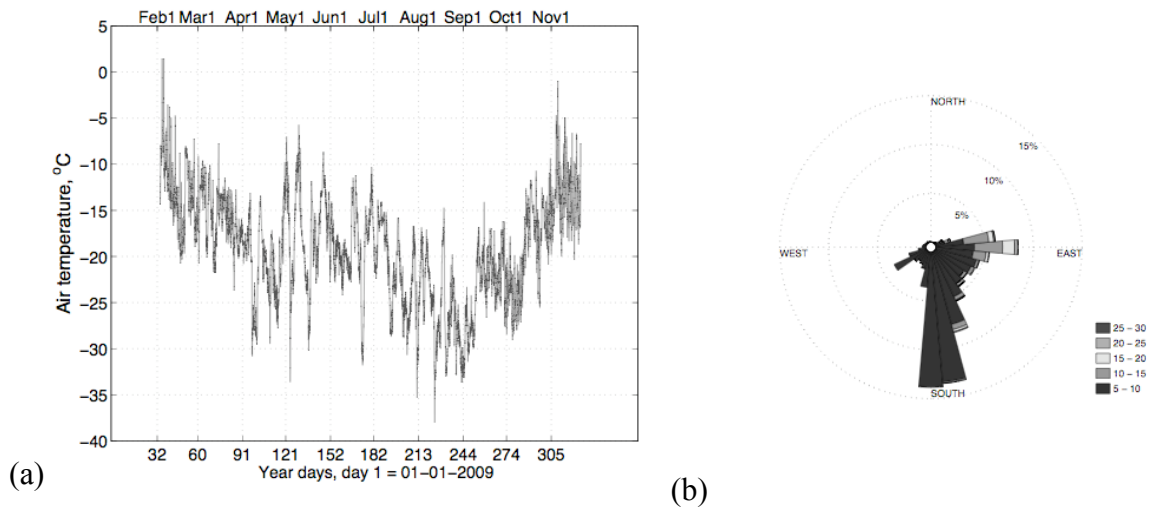 Feb1 Mar1 Apr1 May1 Jun1 Jul1 Aug1 Sep1 Oct1 Nov1
5
0
−5
−10
−15
−20
−25
−30
−35
−40
Air temperature, °C
32 60 91 121 152 182 213 244 274 305
Year days, day 1 = 01−01−2009
(a)
NORTH
15%
10%
5%
WEST
EAST
SOUTH
25 − 30
20 − 25
15 − 20
10 − 15
5 − 10
(b)